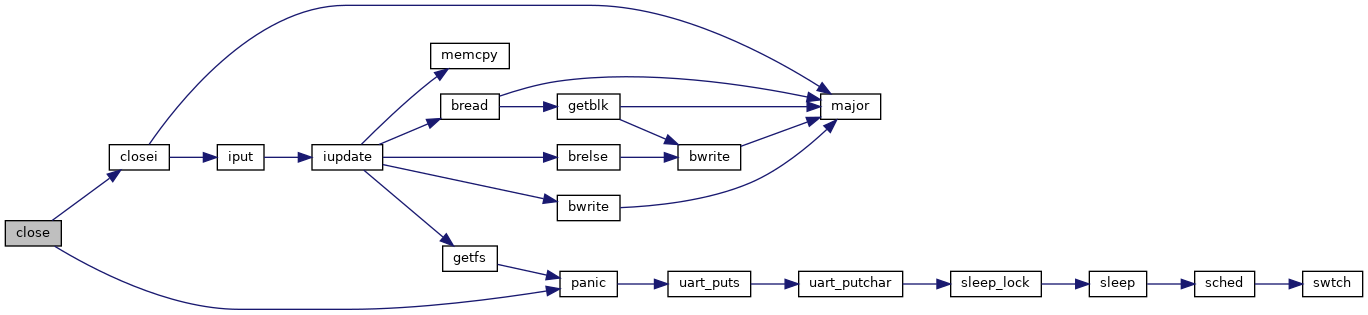 memcpy
bread
getblk
major
closei
iput
iupdate
brelse
bwrite
bwrite
close
getfs
panic
uart_puts
uart_putchar
sleep_lock
sleep
sched
swtch